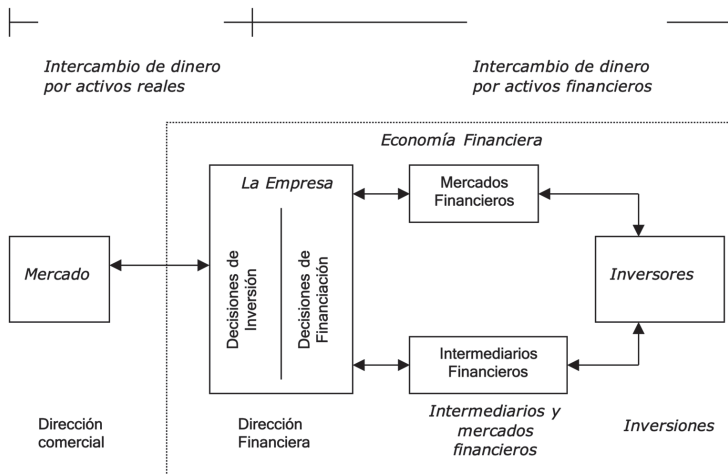 Intercambio de dinero
por activos reales
Intercambio de dinero
por activos financieros
Economía Financiera
La Empresa
Mercados
Financieros
Mercado
Decisiones de
Inversión
Decisiones de
Financiación
Inversores
Intermediarios
Financieros
Dirección
comercial
Dirección
Financiera
Intermediarios y
mercados
financieros
Inversiones